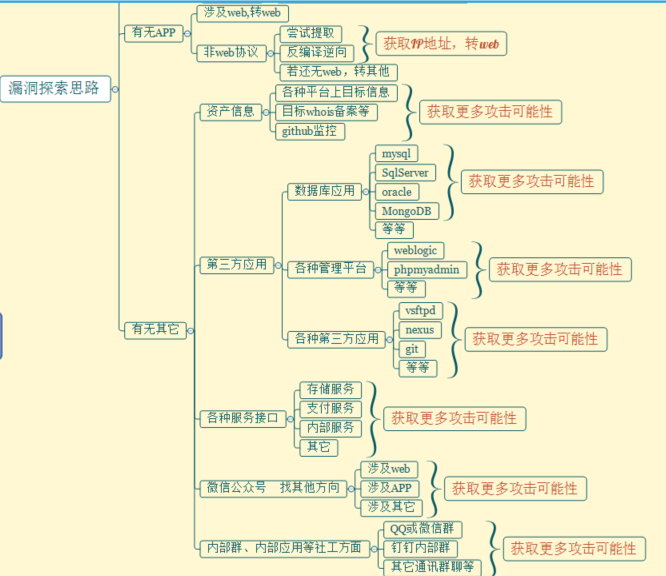 漏洞探索思路
有无APP
涉及web,转web
非web协议
尝试提取
反编译逆向
若还无web，转其他
获取IP地址，转web
有无其它
资产信息
各种平台上目标信息
目标whois备案等
github监控
获取更多攻击可能性
第三方应用
数据库应用
mysql
SqlServer
oracle
MongoDB
等等
获取更多攻击可能性
各种管理平台
weblogic
phpmyadmin
等等
获取更多攻击可能性
各种第三方应用
vsftpd
nexus
git
等等
获取更多攻击可能性
各种服务接口
存储服务
支付服务
内部服务
其它
获取更多攻击可能性
微信公众号 找其他方向
涉及web
涉及APP
涉及其它
获取更多攻击可能性
内部群、内部应用等社工方面
QQ或微信群
钉钉内部群
其它通讯群聊等
获取更多攻击可能性